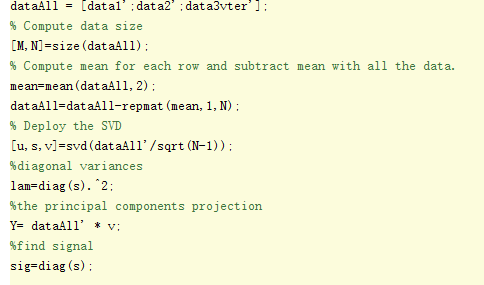 dataAll = [data1';data2';data3vter'];
% Compute data size
[M,N]=size(dataAll);
% Compute mean for each row and subtract mean with all the data.
mean=mean(dataAll,2);
dataAll=dataAll-repmat(mean,1,N);
% Deploy the SVD
[u,s,v]=svd(dataAll'/sqrt(N-1));
%diagonal variances
lam=diag(s).^2;
%the principal components projection
Y= dataAll' * v;
%find signal
sig=diag(s);